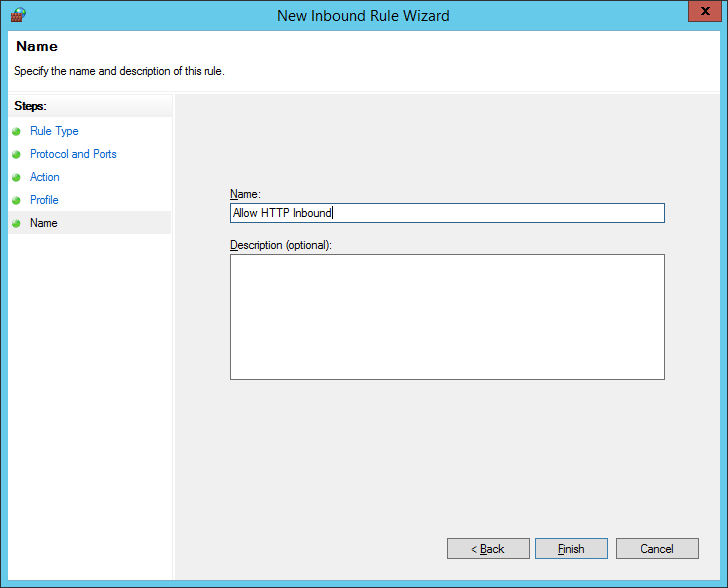 New Inbound Rule Wizard
x
Name
Specify the name and description of this rule.
Steps:
Rule Type
Protocol and Ports
Action
Profile
Name
Name:
Allow HTTP Inbound
Description (optional):
< Back
Finish
Cancel